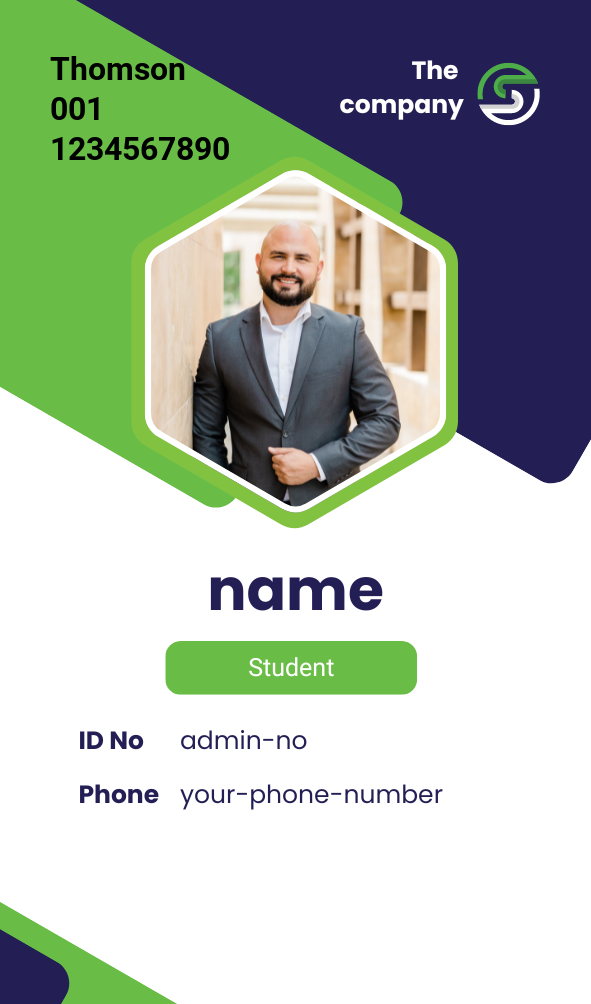 Thomson
001
1234567890
The
company
name
Student
ID No admin-no
Phone your-phone-number